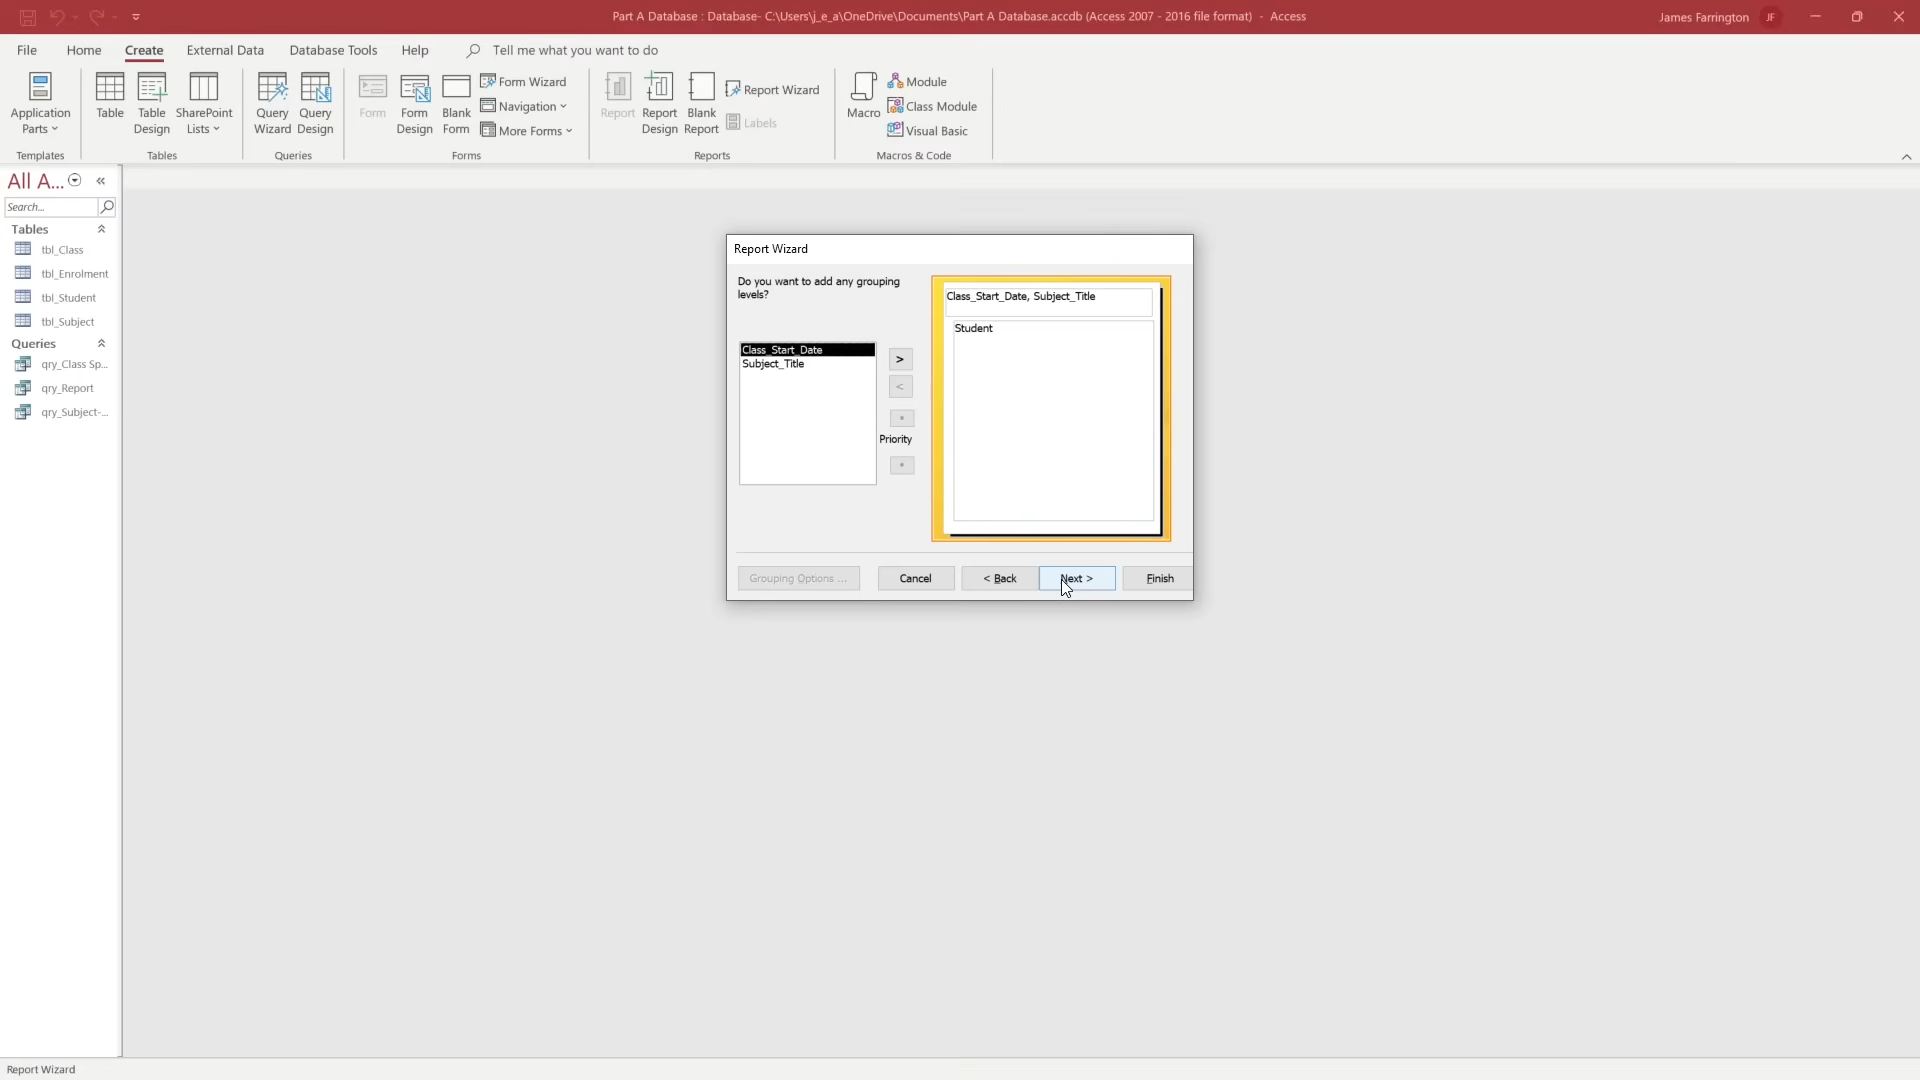 Part A Database : Database- C:\Users\j_e_a\OneDrive\Documents\Part A Database.accdb (Access 2007 - 2016 file format) - Access
James Farrington
JF
File
Home
Create
External Data
Database Tools
Help
Tell me what you want to do
Application
Parts
Table
Table
Design
SharePoint
Lists
Query
Wizard
Query
Design
Form
Form
Design
Blank
Form
Form Wizard
Navigation
More Forms
Report
Report
Design
Blank
Report
Report Wizard
Labels
Macro
Module
Class Module
Visual Basic
Templates
Tables
Queries
Forms
Reports
Macros & Code
All A...
Search...
Tables
tbl_Class
tbl_Enrolment
tbl_Student
tbl_Subject
Queries
qry_Class Sp...
qry_Report
qry_Subject-...
Report Wizard
Do you want to add any grouping
levels?
Class_Start_Date
Subject_Title
>
<
Priority
Class_Start_Date, Subject_Title
Student
Grouping Options ...
Cancel
< Back
Next >
Finish
Report Wizard